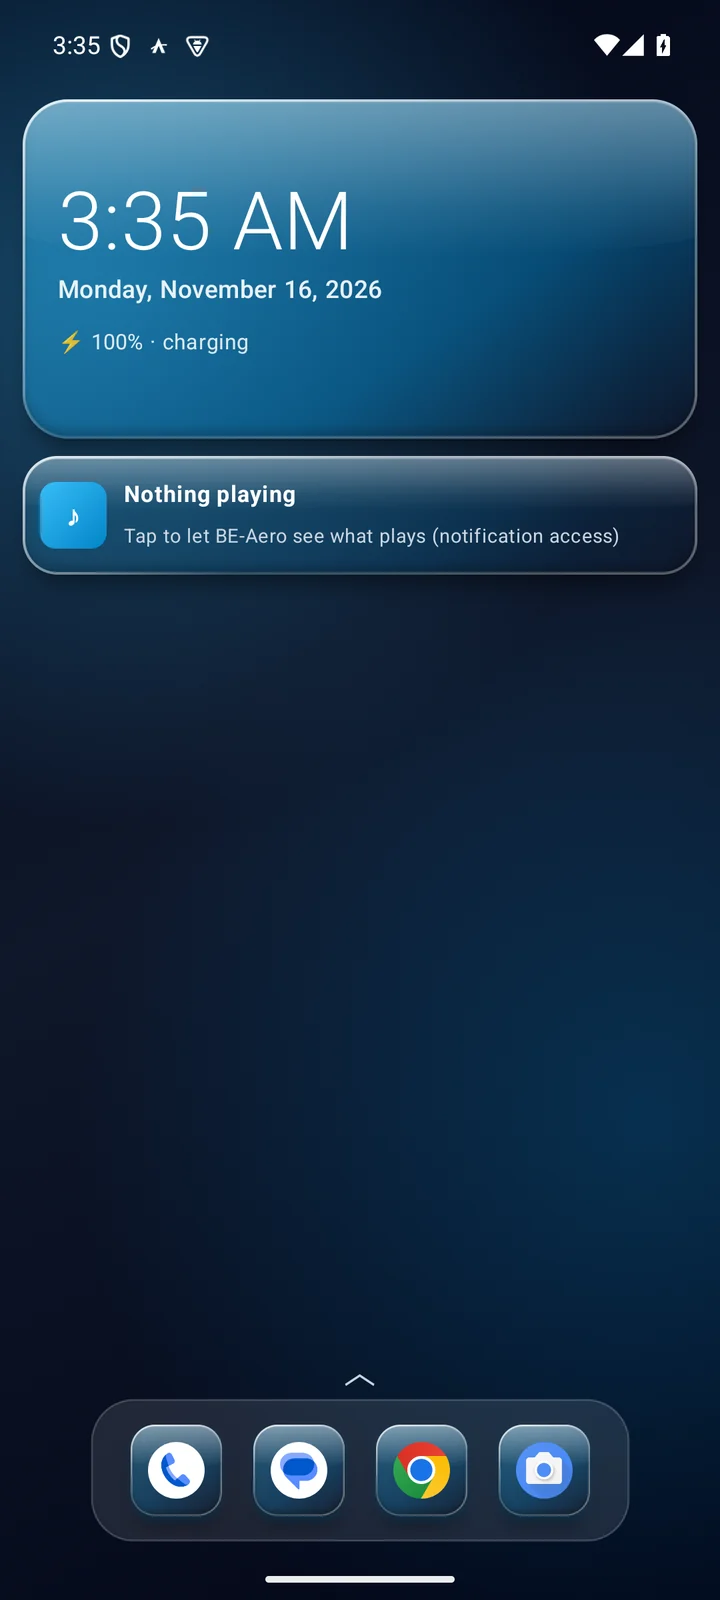 3:35
3:35 AM
Monday, November 16, 2026
⚡ 100% · charging
Nothing playing
Tap to let BE-Aero see what plays (notification access)